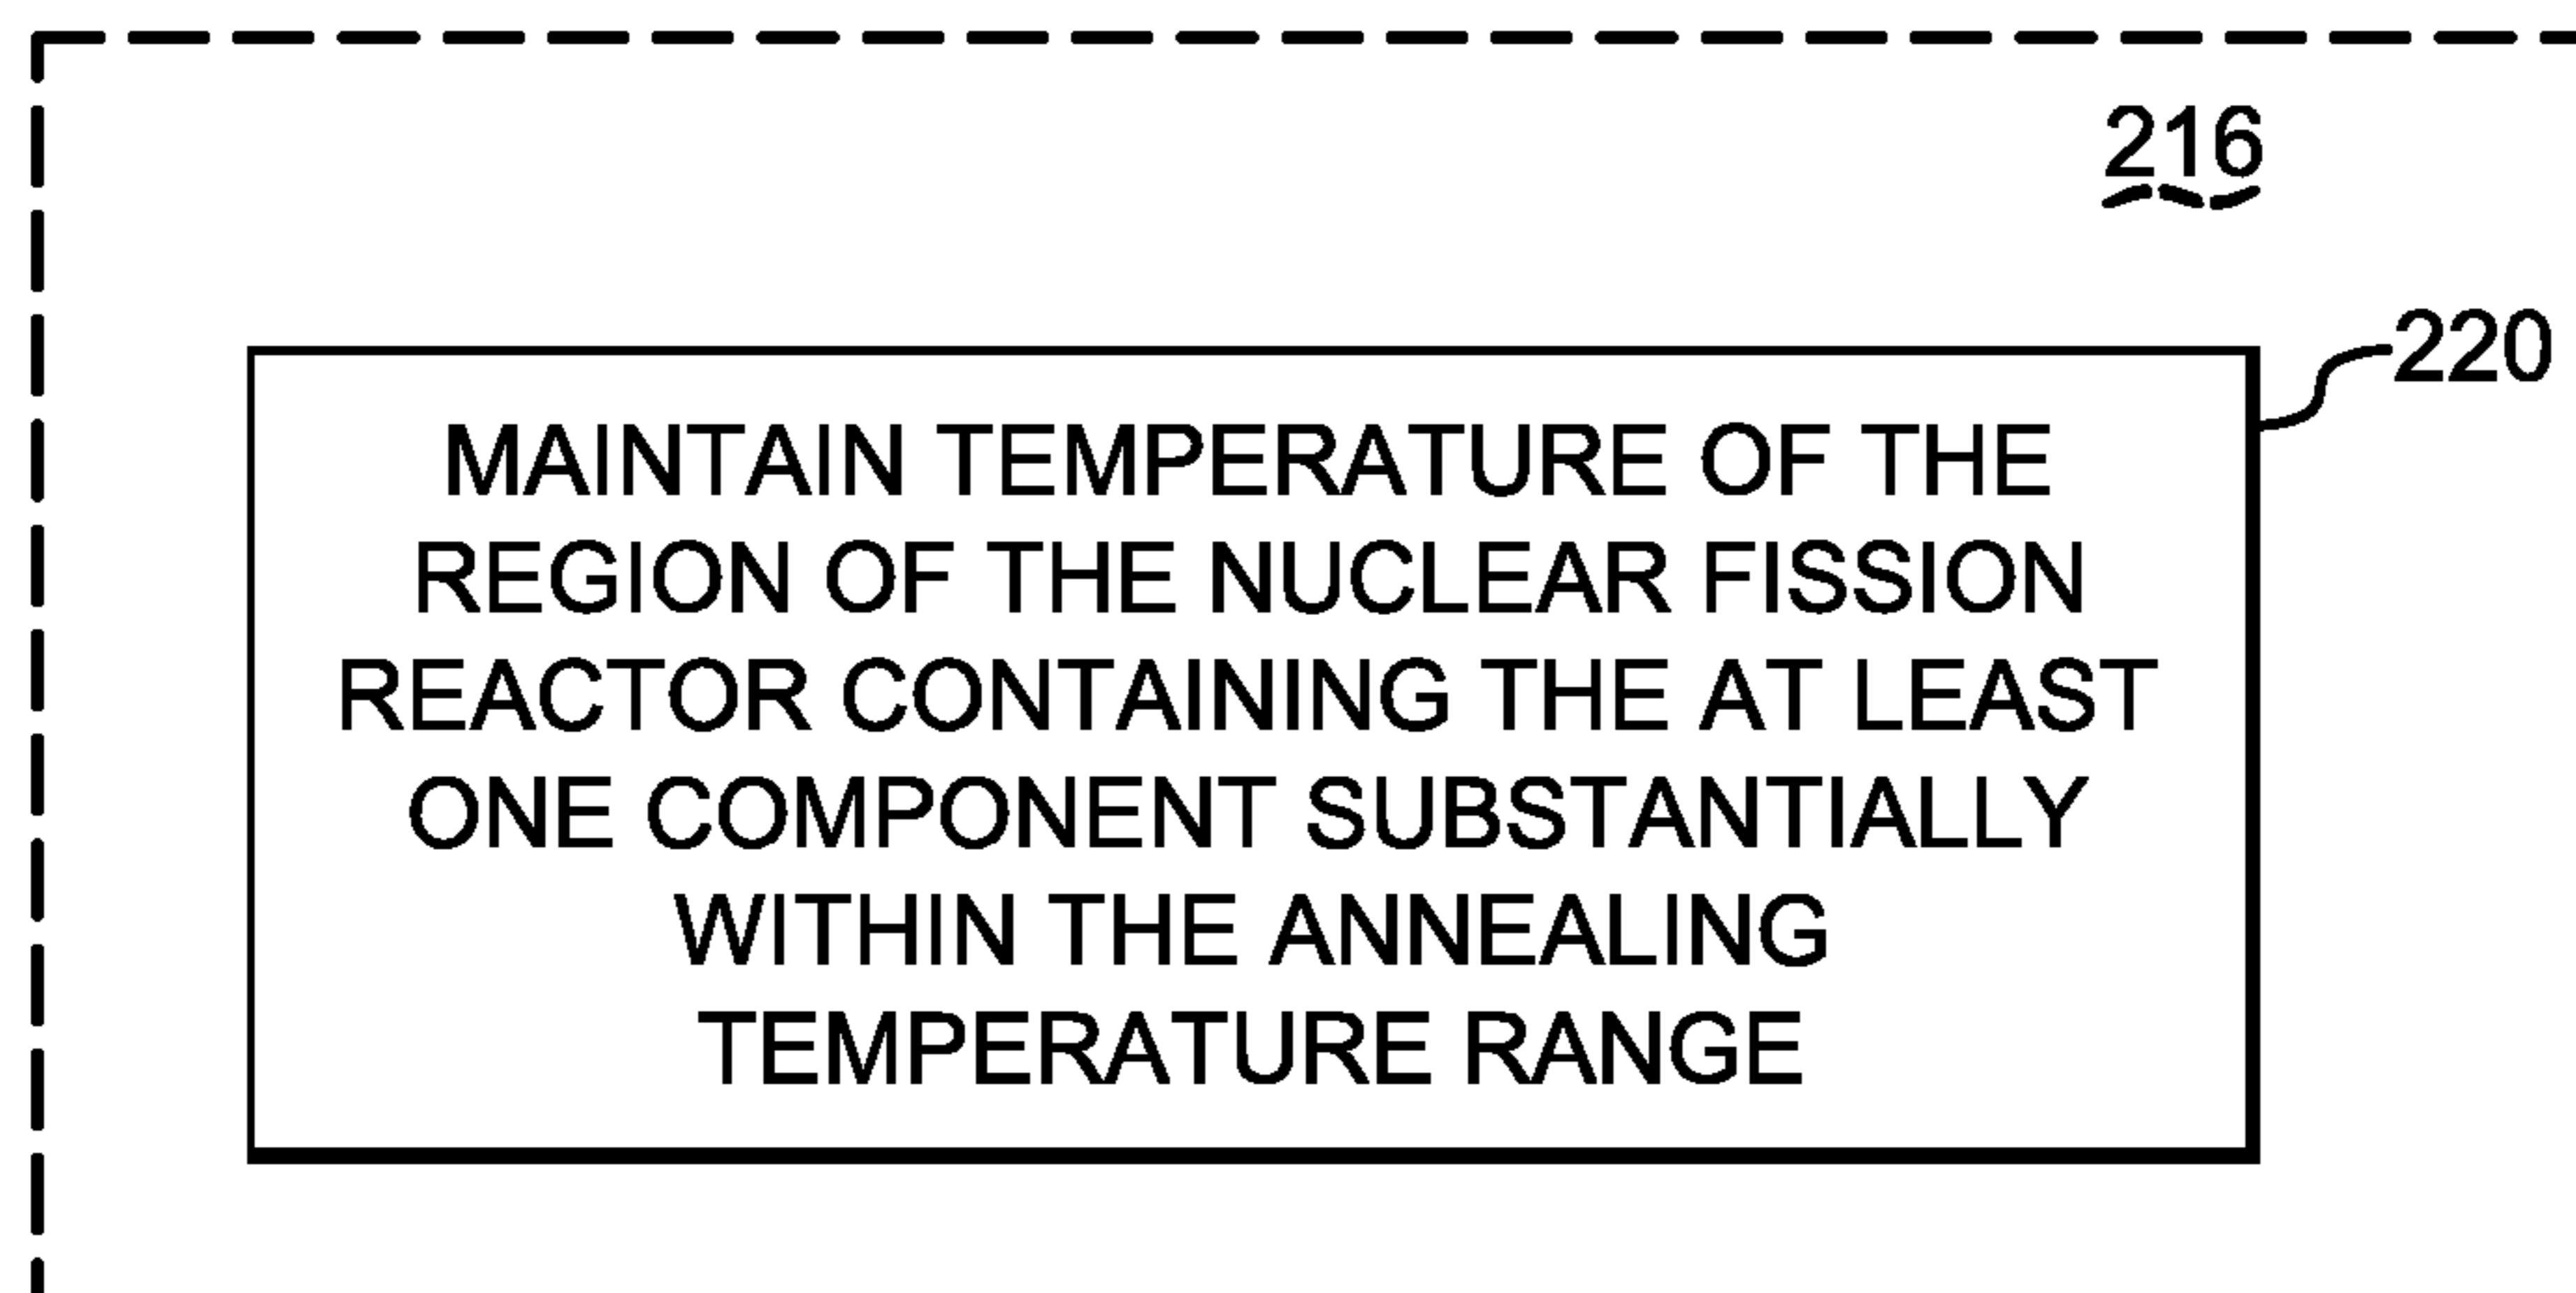 216
220
MAINTAIN TEMPERATURE OF THE
REGION OF THE NUCLEAR FISSION
REACTOR CONTAINING THE AT LEAST
ONE COMPONENT SUBSTANTIALLY
WITHIN THE ANNEALING
TEMPERATURE RANGE